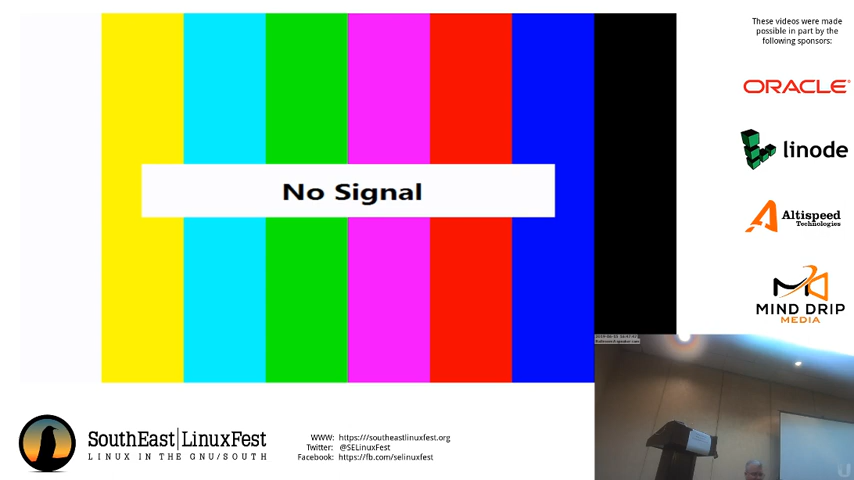 These videos were made
possible in part by the
following sponsors:
ORACLE
linode
Altispeed
Technologies
MIND DRIP
MEDIA
No Signal
SouthEast|LinuxFest
LINUX IN THE GNU/SOUTH
WWW: https:///southeastlinuxfest.org
Twitter: @SELinuxFest
Facebook: https://fb.com/selinuxfest